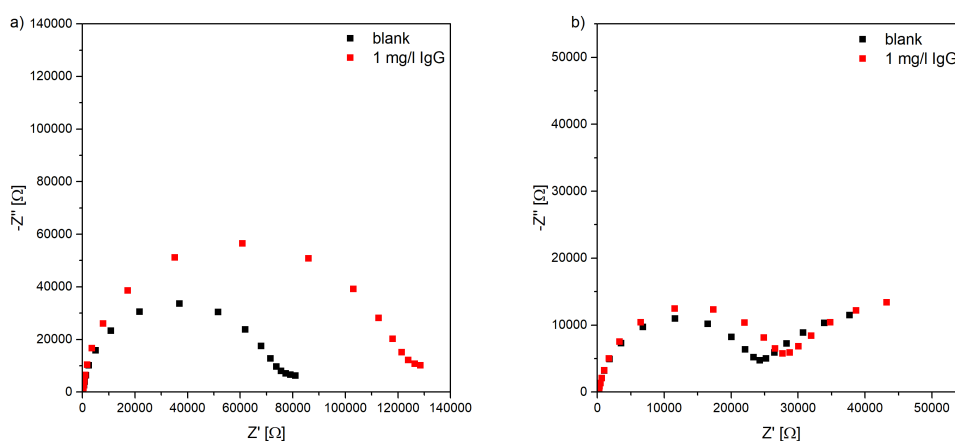 a)
140000
120000
100000
80000
60000
40000
20000
0
-Z'' [Ω]
0 20000 40000 60000 80000 100000 120000 140000
Z' [Ω]
blank
1 mg/l IgG
b)
50000
40000
30000
20000
10000
0
-Z'' [Ω]
0 10000 20000 30000 40000 50000
Z' [Ω]
blank
1 mg/l IgG